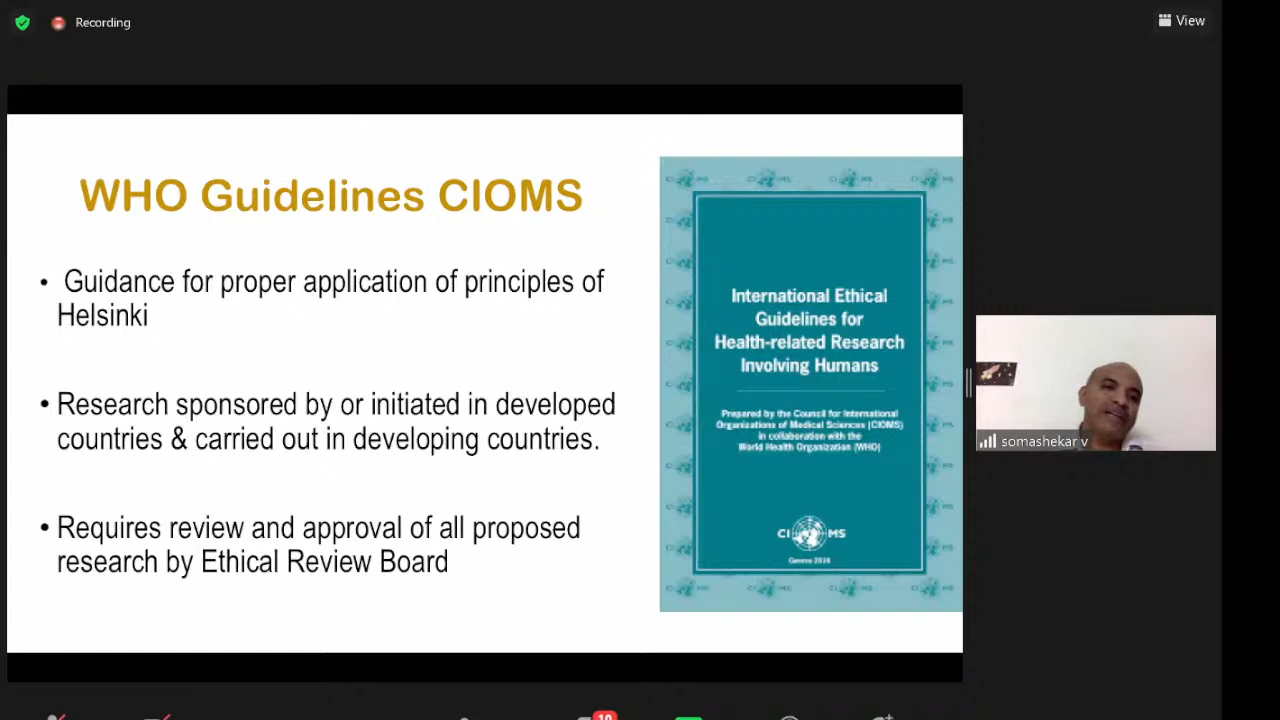 Recording
View
WHO Guidelines CIOMS
• Guidance for proper application of principles of
Helsinki
• Research sponsored by or initiated in developed
countries & carried out in developing countries.
• Requires review and approval of all proposed
research by Ethical Review Board
International Ethical
Guidelines for
Health-related Research
Involving Humans
Prepared by the Council for International
Organizations of Medical Sciences (CIOMS)
in collaboration with the
World Health Organization (WHO)
CI MS
Geneva 2016
somashekar v
10